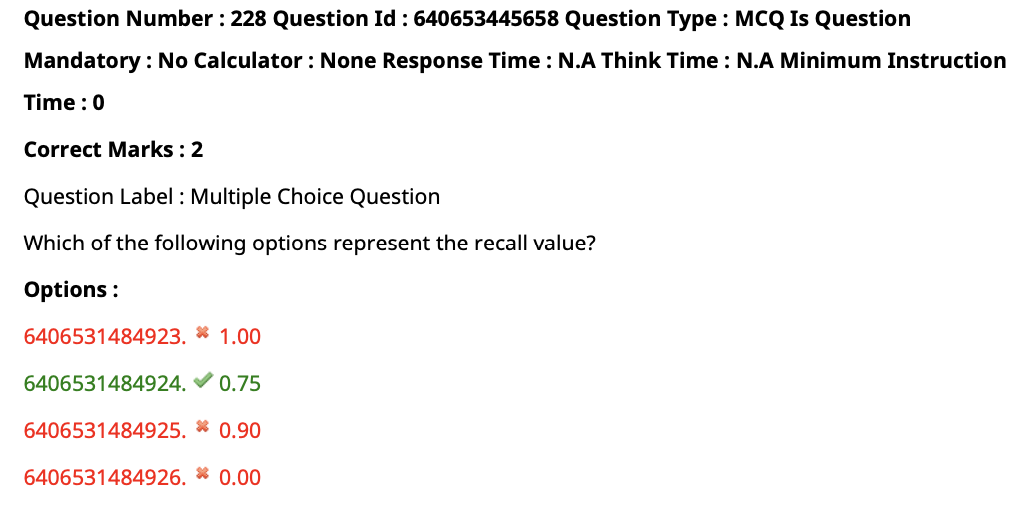 Question Number : 228 Question Id : 640653445658 Question Type : MCQ Is Question
Mandatory : No Calculator : None Response Time : N.A Think Time : N.A Minimum Instruction
Time : 0
Correct Marks : 2
Question Label : Multiple Choice Question
Which of the following options represent the recall value?
Options :
6406531484923. ✖ 1.00
6406531484924. ✔ 0.75
6406531484925. ✖ 0.90
6406531484926. ✖ 0.00